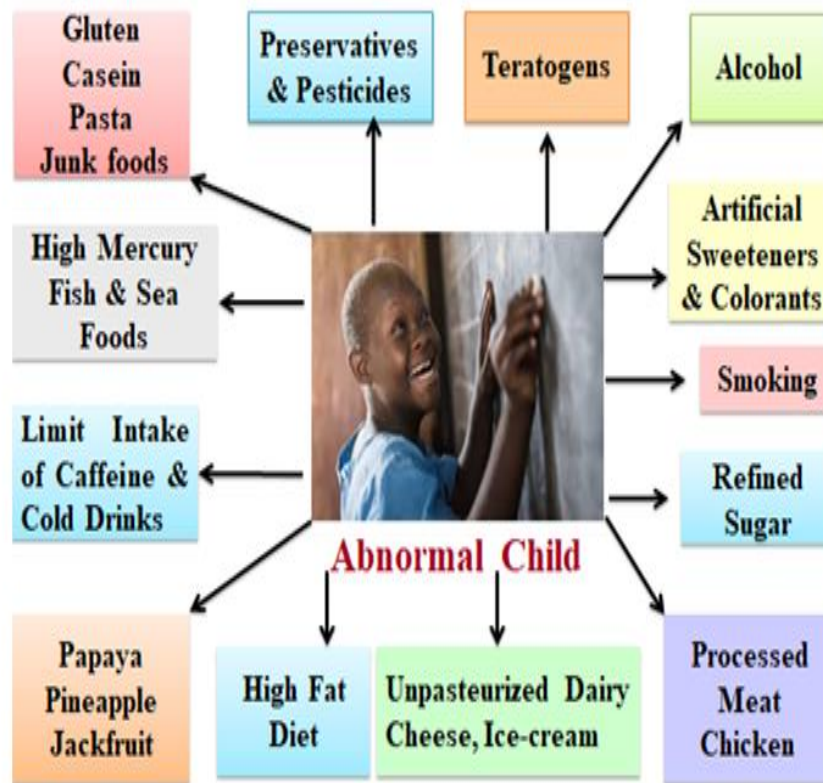 Gluten
Casein
Pasta
Junk foods
Preservatives
& Pesticides
Teratogens
Alcohol
High Mercury
Fish & Sea
Foods
Artificial
Sweeteners
& Colorants
Limit Intake
of Caffeine &
Cold Drinks
Smoking
Refined
Sugar
Abnormal Child
Papaya
Pineapple
Jackfruit
High Fat
Diet
Unpasteurized Dairy
Cheese, Ice-cream
Processed
Meat
Chicken